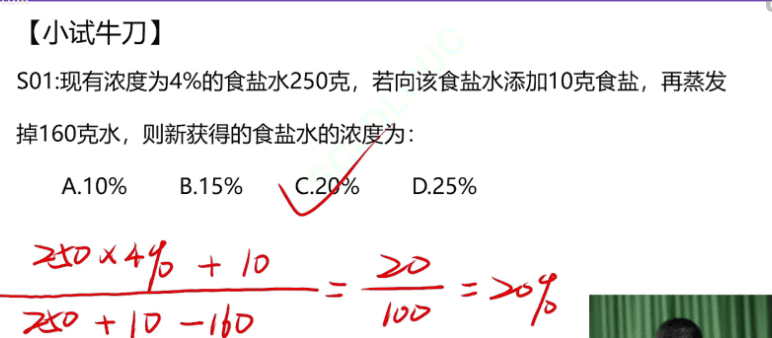 【小试牛刀】
S01:现有浓度为4%的食盐水250克，若向该食盐水添加10克食盐，再蒸发
掉160克水，则新获得的食盐水的浓度为：
A.10% B.15% C.20% D.25%
250×4% + 10 / 250 + 10 - 160 = 20 / 100 = 20%